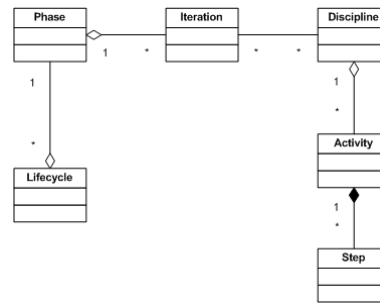 Phase
Iteration
Discipline
1
*
*
*
1
1
*
*
Lifecycle
Activity
1
*
Step